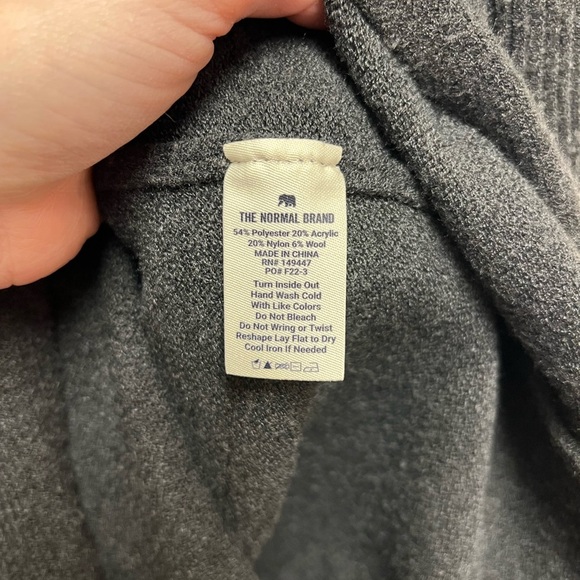 THE NORMAL BRAND
54% Polyester 20% Acrylic
20% Nylon 6% Wool
MADE IN CHINA
RN# 149447
PO# F22-3
Turn Inside Out
Hand Wash Cold
With Like Colors
Do Not Bleach
Do Not Wring or Twist
Reshape Lay Flat to Dry
Cool Iron If Needed